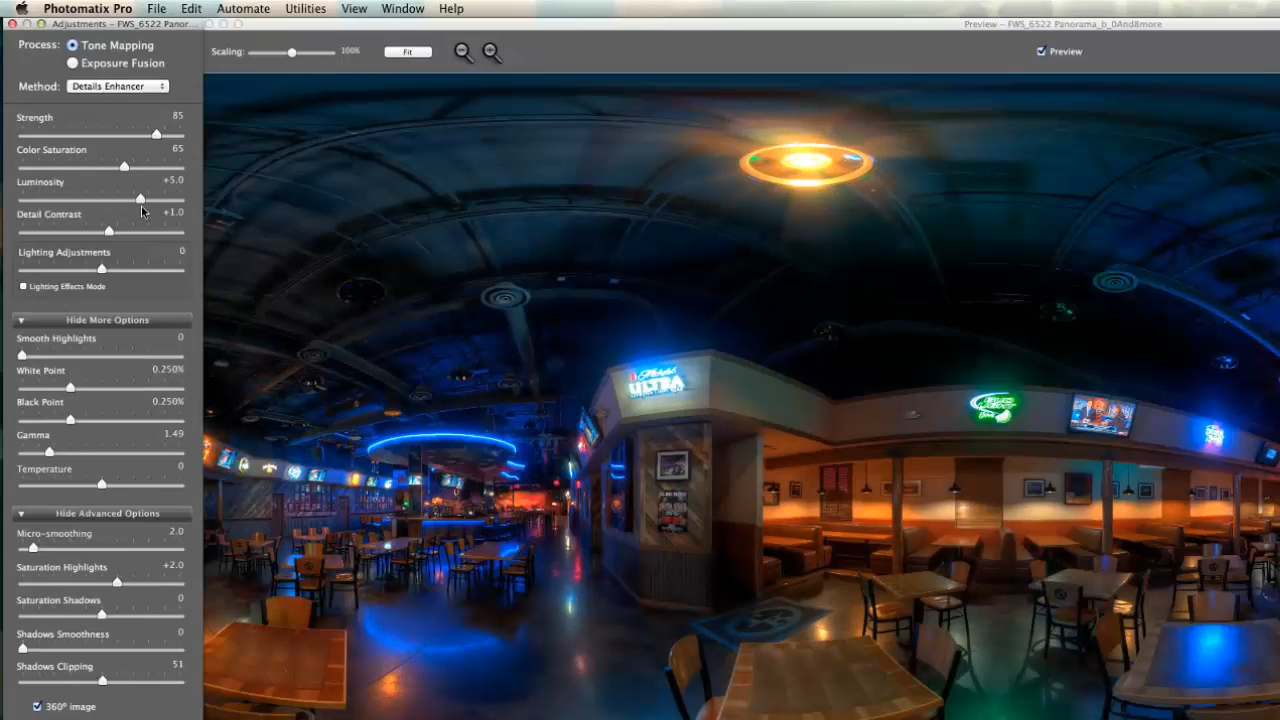 Photomatix Pro File Edit View Automate Utilities View Window Help
Adjustments – FWS_6522 Panor...
Preview – FWS_6522 Panorama_b_0And8more
Process: Tone Mapping
Exposure Fusion
Method: Details Enhancer
Scaling: 100% Fit
Preview
Strength 85
Color Saturation 65
Luminosity +5.0
Detail Contrast +1.0
Lighting Adjustments 0
Lighting Effects Mode
Hide More Options
Smooth Highlights 0
White Point 0.250%
Black Point 0.250%
Gamma 1.49
Temperature 0
Hide Advanced Options
Micro-smoothing 2.0
Saturation Highlights +2.0
Saturation Shadows 0
Shadows Smoothness 0
Shadows Clipping 51
360º image
ULTRA